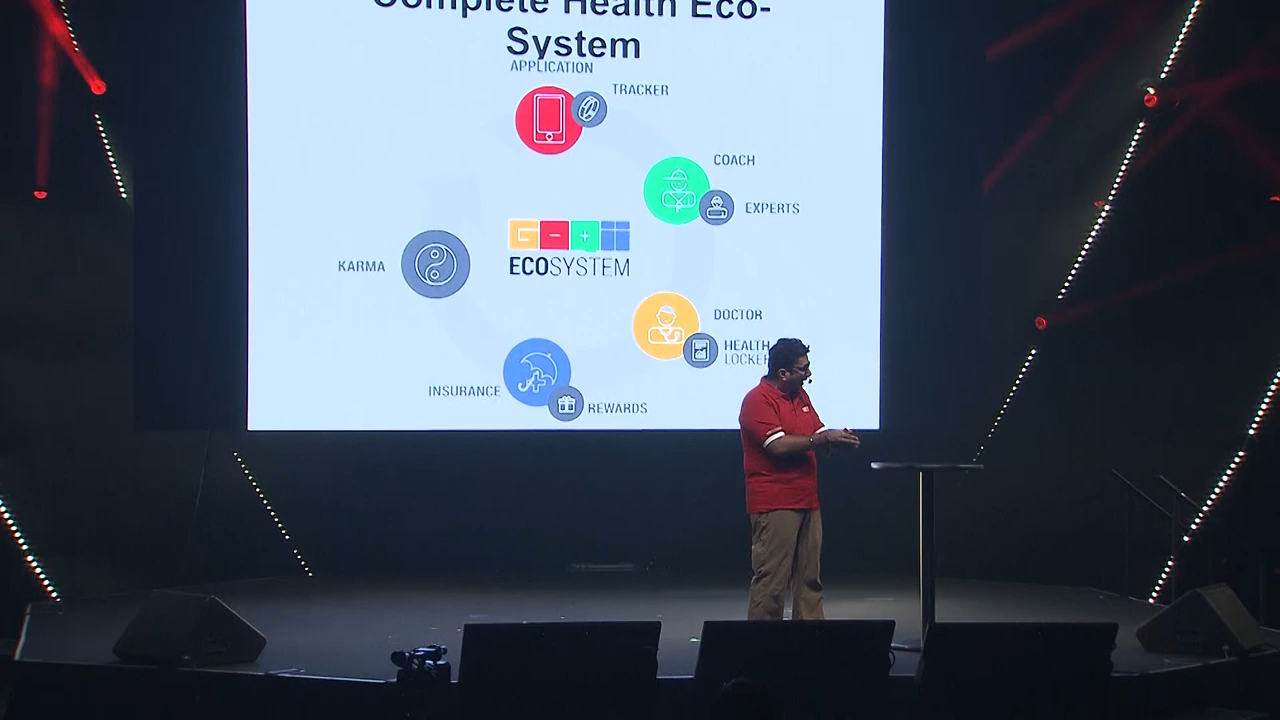 Complete Health Eco-
System
APPLICATION
TRACKER
COACH
EXPERTS
KARMA
ECOSYSTEM
DOCTOR
HEALTH
LOCKER
INSURANCE
REWARDS